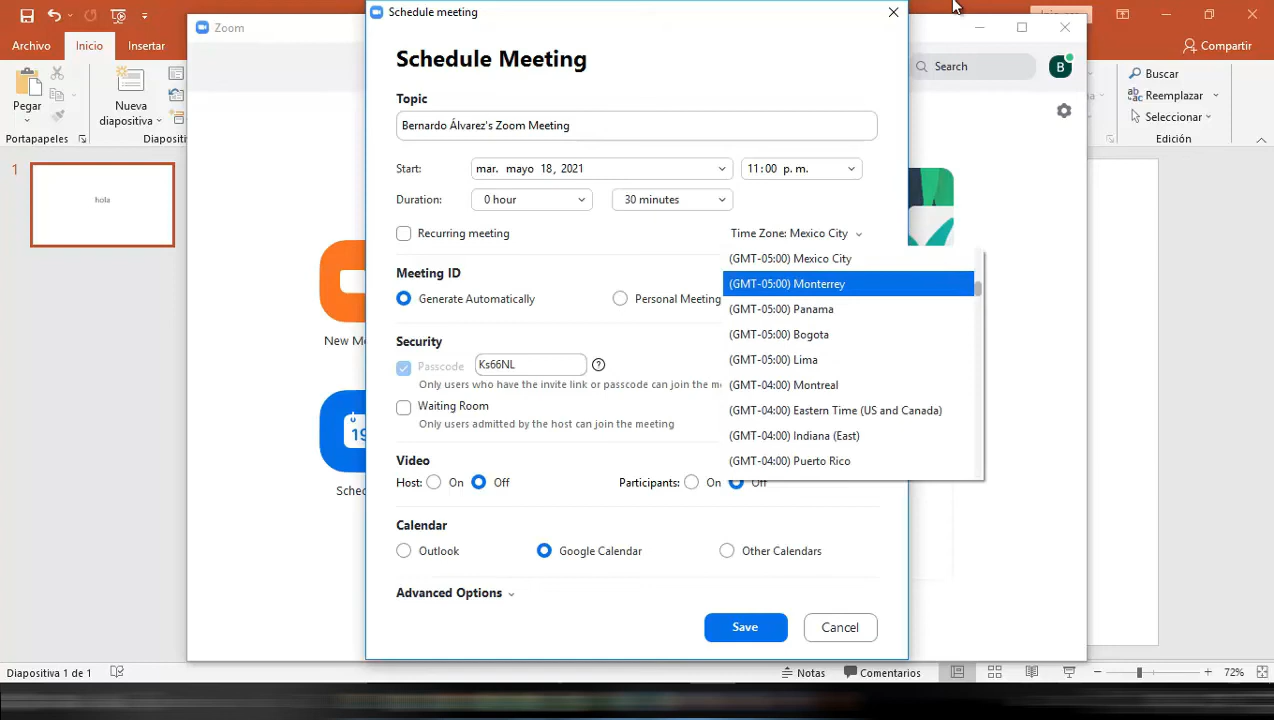 Schedule meeting
Zoom
Archivo Inicio Insertar
Compartir
Schedule Meeting
Search
B
Buscar
Reemplazar
Seleccionar
Edición
Pegar
Nueva
diapositiva
Portapapeles
Diapositivas
Topic
Bernardo Álvarez's Zoom Meeting
Start: mar. mayo 18, 2021 11:00 p. m.
Duration: 0 hour 30 minutes
Recurring meeting
Time Zone: Mexico City
(GMT-05:00) Mexico City
(GMT-05:00) Monterrey
(GMT-05:00) Panama
(GMT-05:00) Bogota
(GMT-05:00) Lima
(GMT-04:00) Montreal
(GMT-04:00) Eastern Time (US and Canada)
(GMT-04:00) Indiana (East)
(GMT-04:00) Puerto Rico
Meeting ID
Generate Automatically Personal Meeting
Security
Passcode Ks66NL ?
Only users who have the invite link or passcode can join the
Waiting Room
Only users admitted by the host can join the meeting
Video
Host: On Off Participants: On Off
Calendar
Outlook Google Calendar Other Calendars
Advanced Options
Save Cancel
1
hola
New
19
Diapositiva 1 de 1
Notas Comentarios 72%